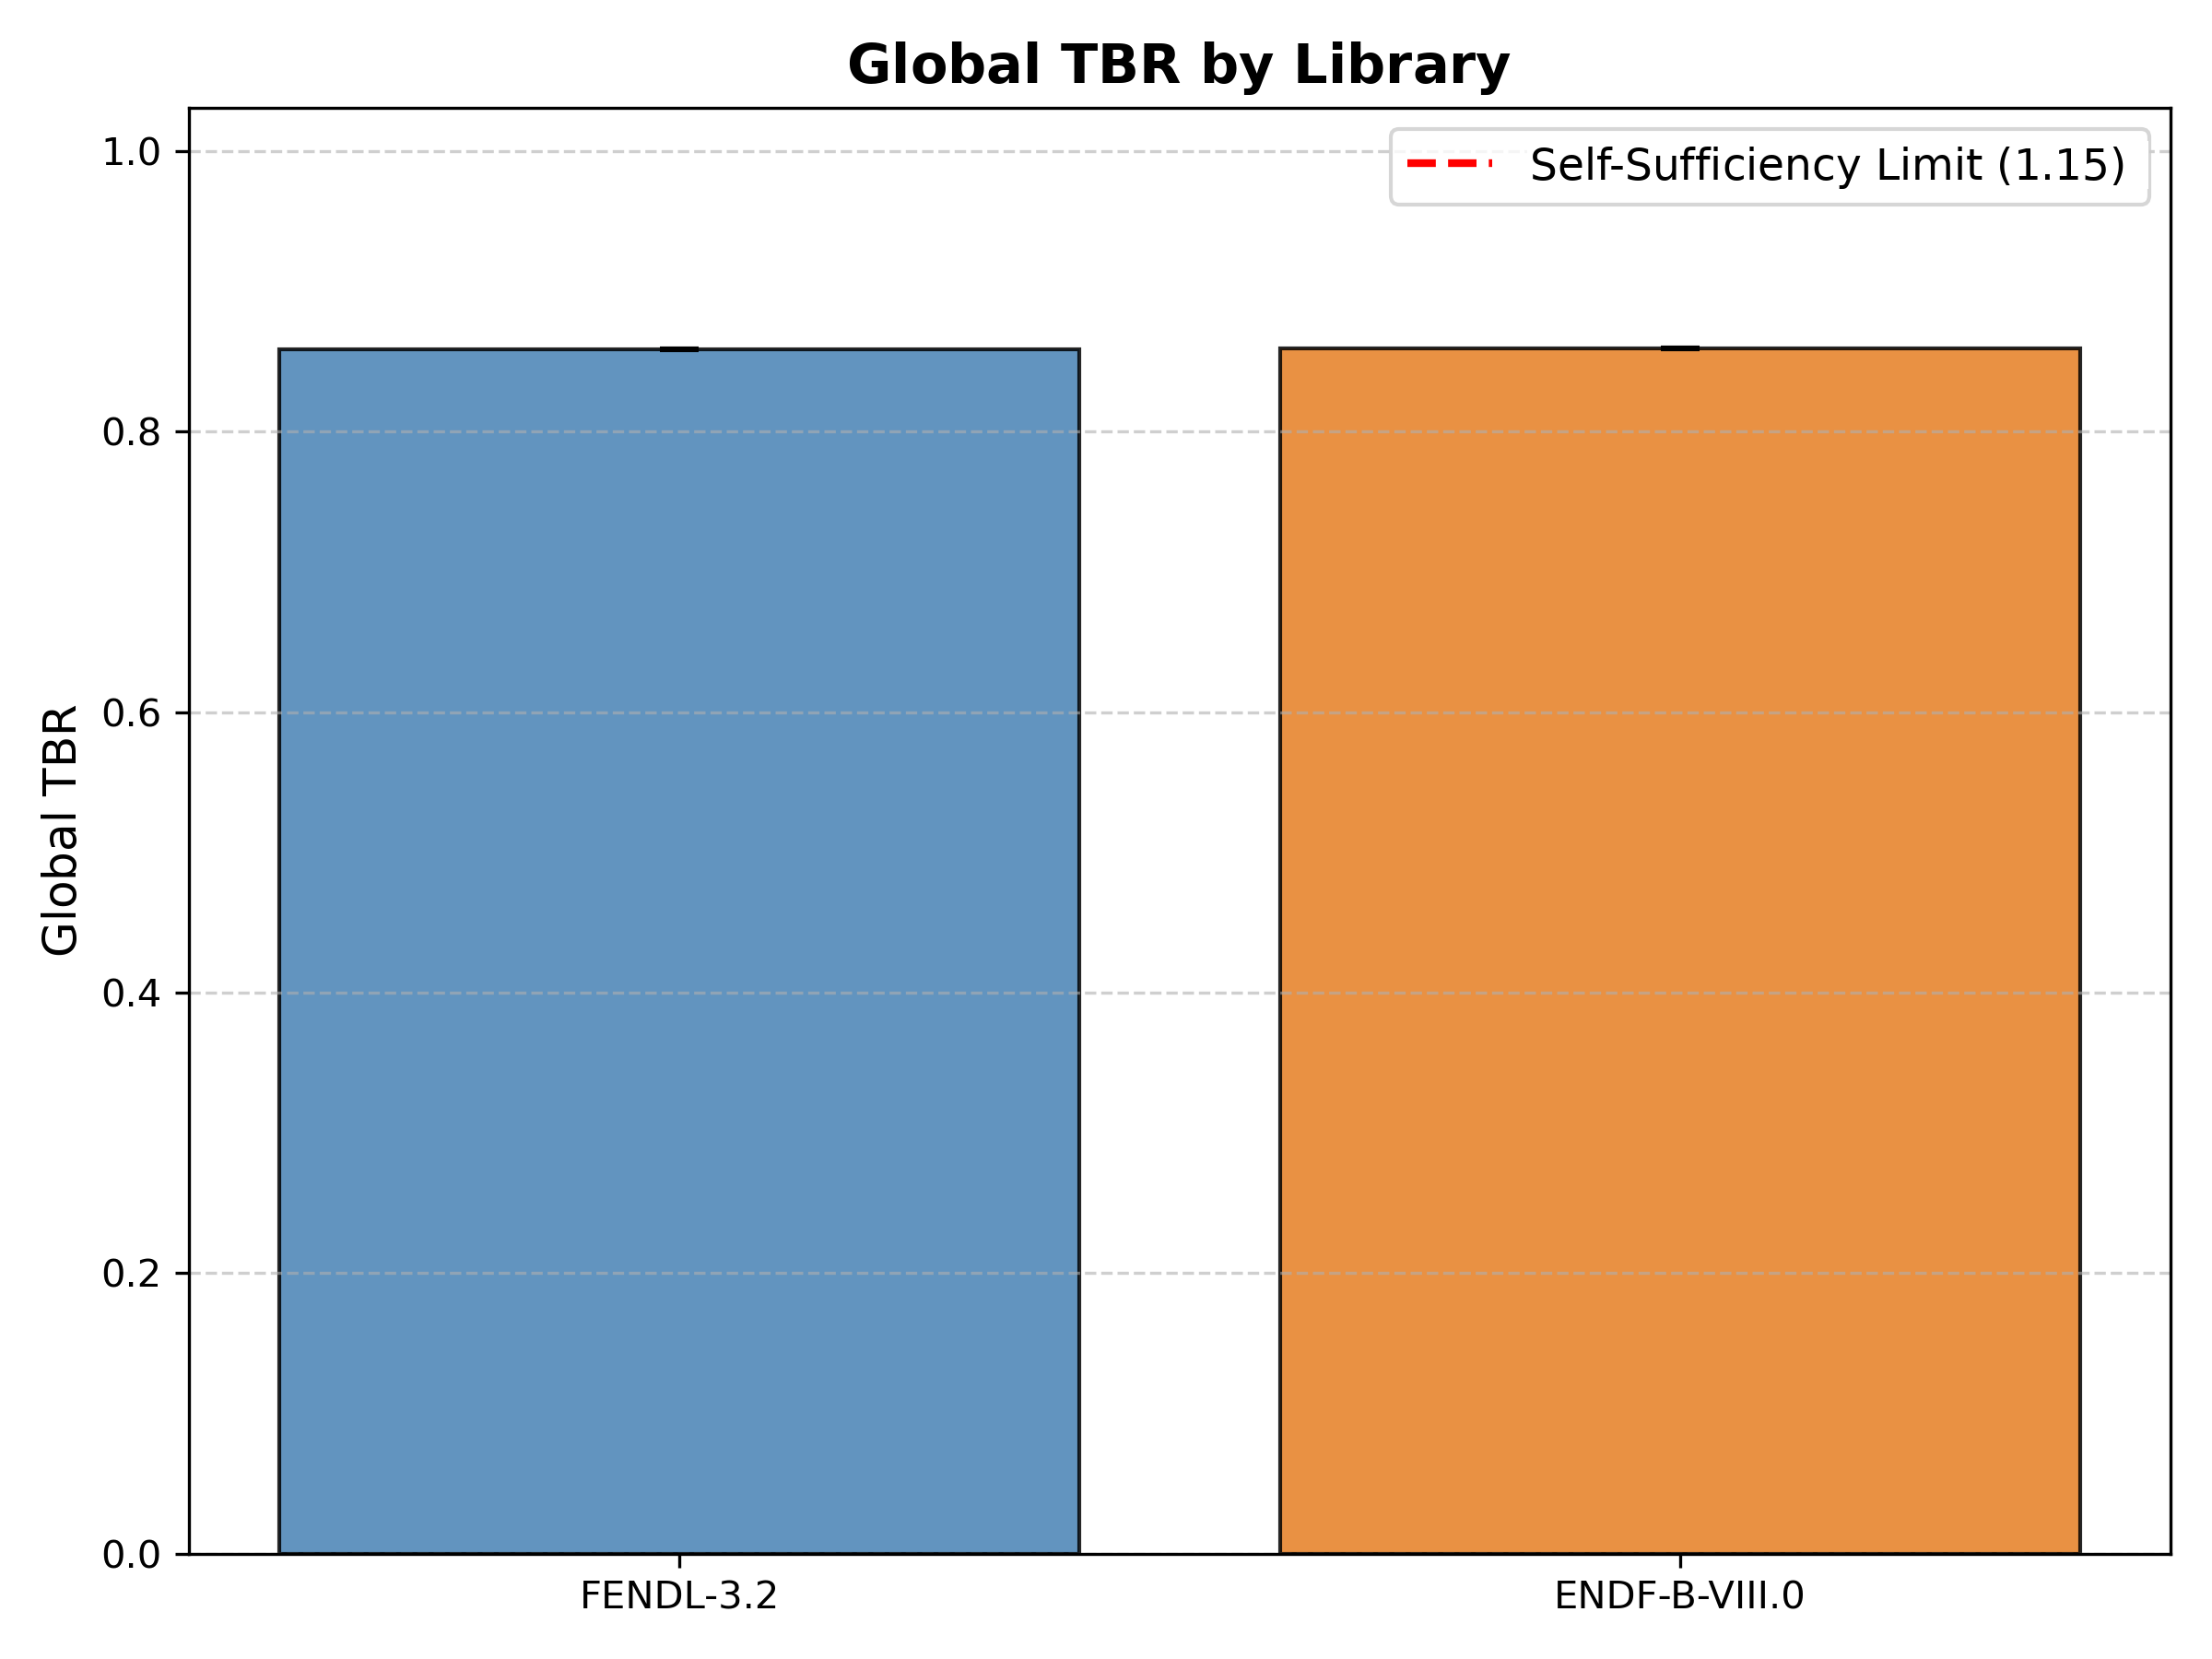 Global TBR by Library
Self-Sufficiency Limit (1.15)
Global TBR
1.0
0.8
0.6
0.4
0.2
0.0
FENDL-3.2
ENDF-B-VIII.0